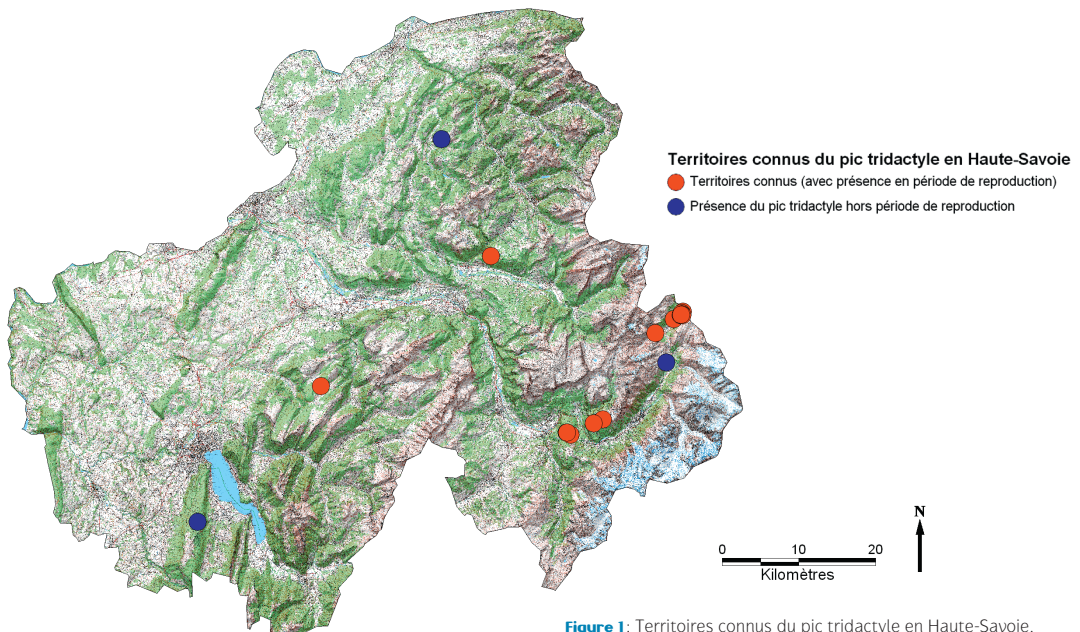 Territoires connus du pic tridactyle en Haute-Savoie
Territoires connus (avec présence en période de reproduction)
Présence du pic tridactyle hors période de reproduction
N
0 10 20
Kilomètres
Figure 1: Territoires connus du pic tridactyle en Haute-Savoie.